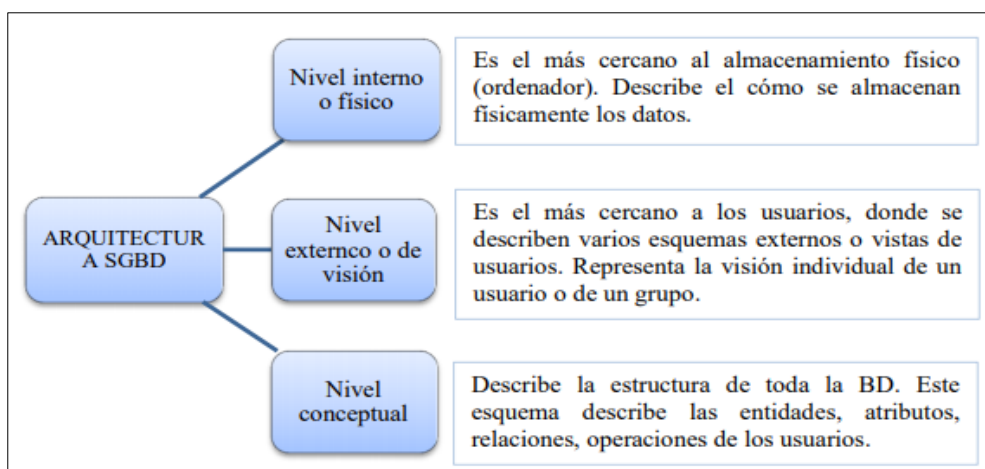 Nivel interno
o físico
Es el más cercano al almacenamiento físico
(ordenador). Describe el cómo se almacenan
físicamente los datos.
ARQUITECTUR
A SGBD
Nivel
externco o de
visión
Es el más cercano a los usuarios, donde se
describen varios esquemas externos o vistas de
usuarios. Representa la visión individual de un
usuario o de un grupo.
Nivel
conceptual
Describe la estructura de toda la BD. Este
esquema describe las entidades, atributos,
relaciones, operaciones de los usuarios.